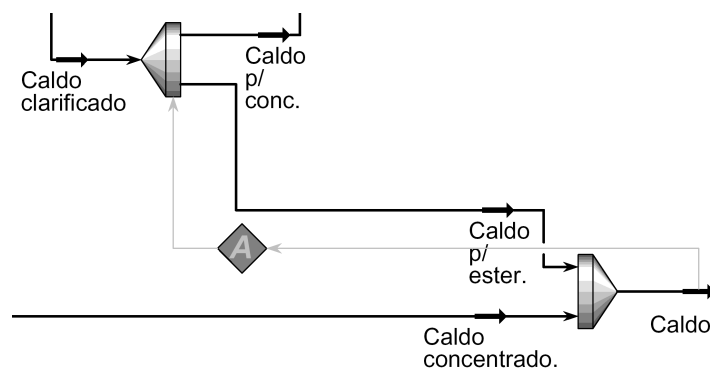 Caldo
clarificado
Caldo
p/
conc.
A
Caldo
p/
ester.
Caldo
Caldo
concentrado.